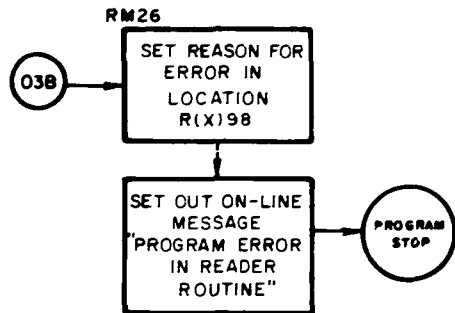 RM26
03B
SET REASON FOR
ERROR IN
LOCATION
R(X)98
SET OUT ON-LINE
MESSAGE
"PROGRAM ERROR
IN READER
ROUTINE"
PROGRAM
STOP